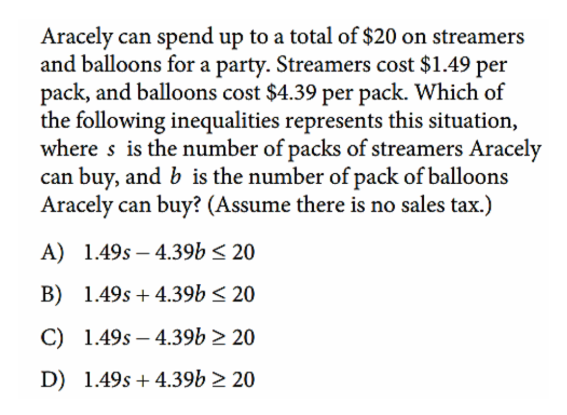 Aracely can spend up to a total of $20 on streamers
and balloons for a party. Streamers cost $1.49 per
pack, and balloons cost $4.39 per pack. Which of
the following inequalities represents this situation,
where s is the number of packs of streamers Aracely
can buy, and b is the number of pack of balloons
Aracely can buy? (Assume there is no sales tax.)
A) 1.49s – 4.39b ≤ 20
B) 1.49s + 4.39b ≤ 20
C) 1.49s – 4.39b ≥ 20
D) 1.49s + 4.39b ≥ 20